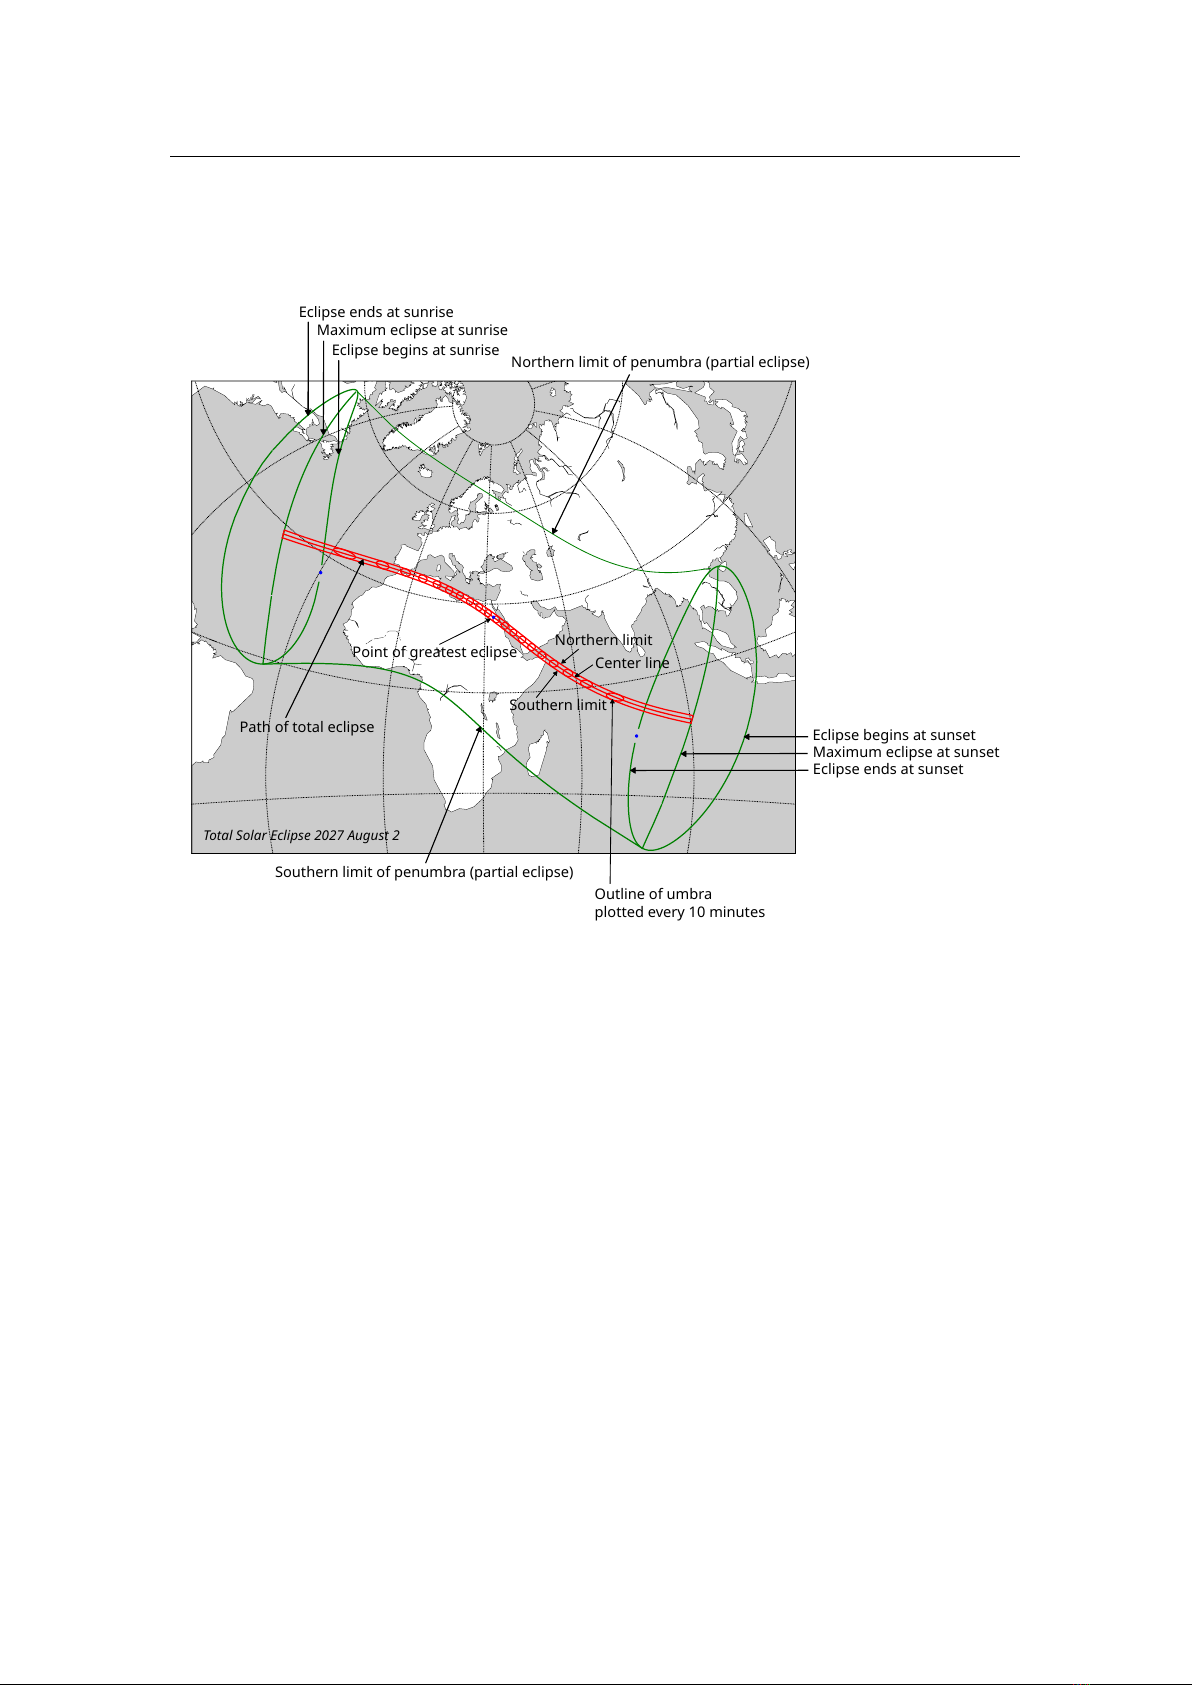 Eclipse ends at sunrise
Maximum eclipse at sunrise
Eclipse begins at sunrise
Northern limit of penumbra (partial eclipse)
Northern limit
Point of greatest eclipse
Center line
Southern limit
Path of total eclipse
Eclipse begins at sunset
Maximum eclipse at sunset
Eclipse ends at sunset
Total Solar Eclipse 2027 August 2
Southern limit of penumbra (partial eclipse)
Outline of umbra
plotted every 10 minutes